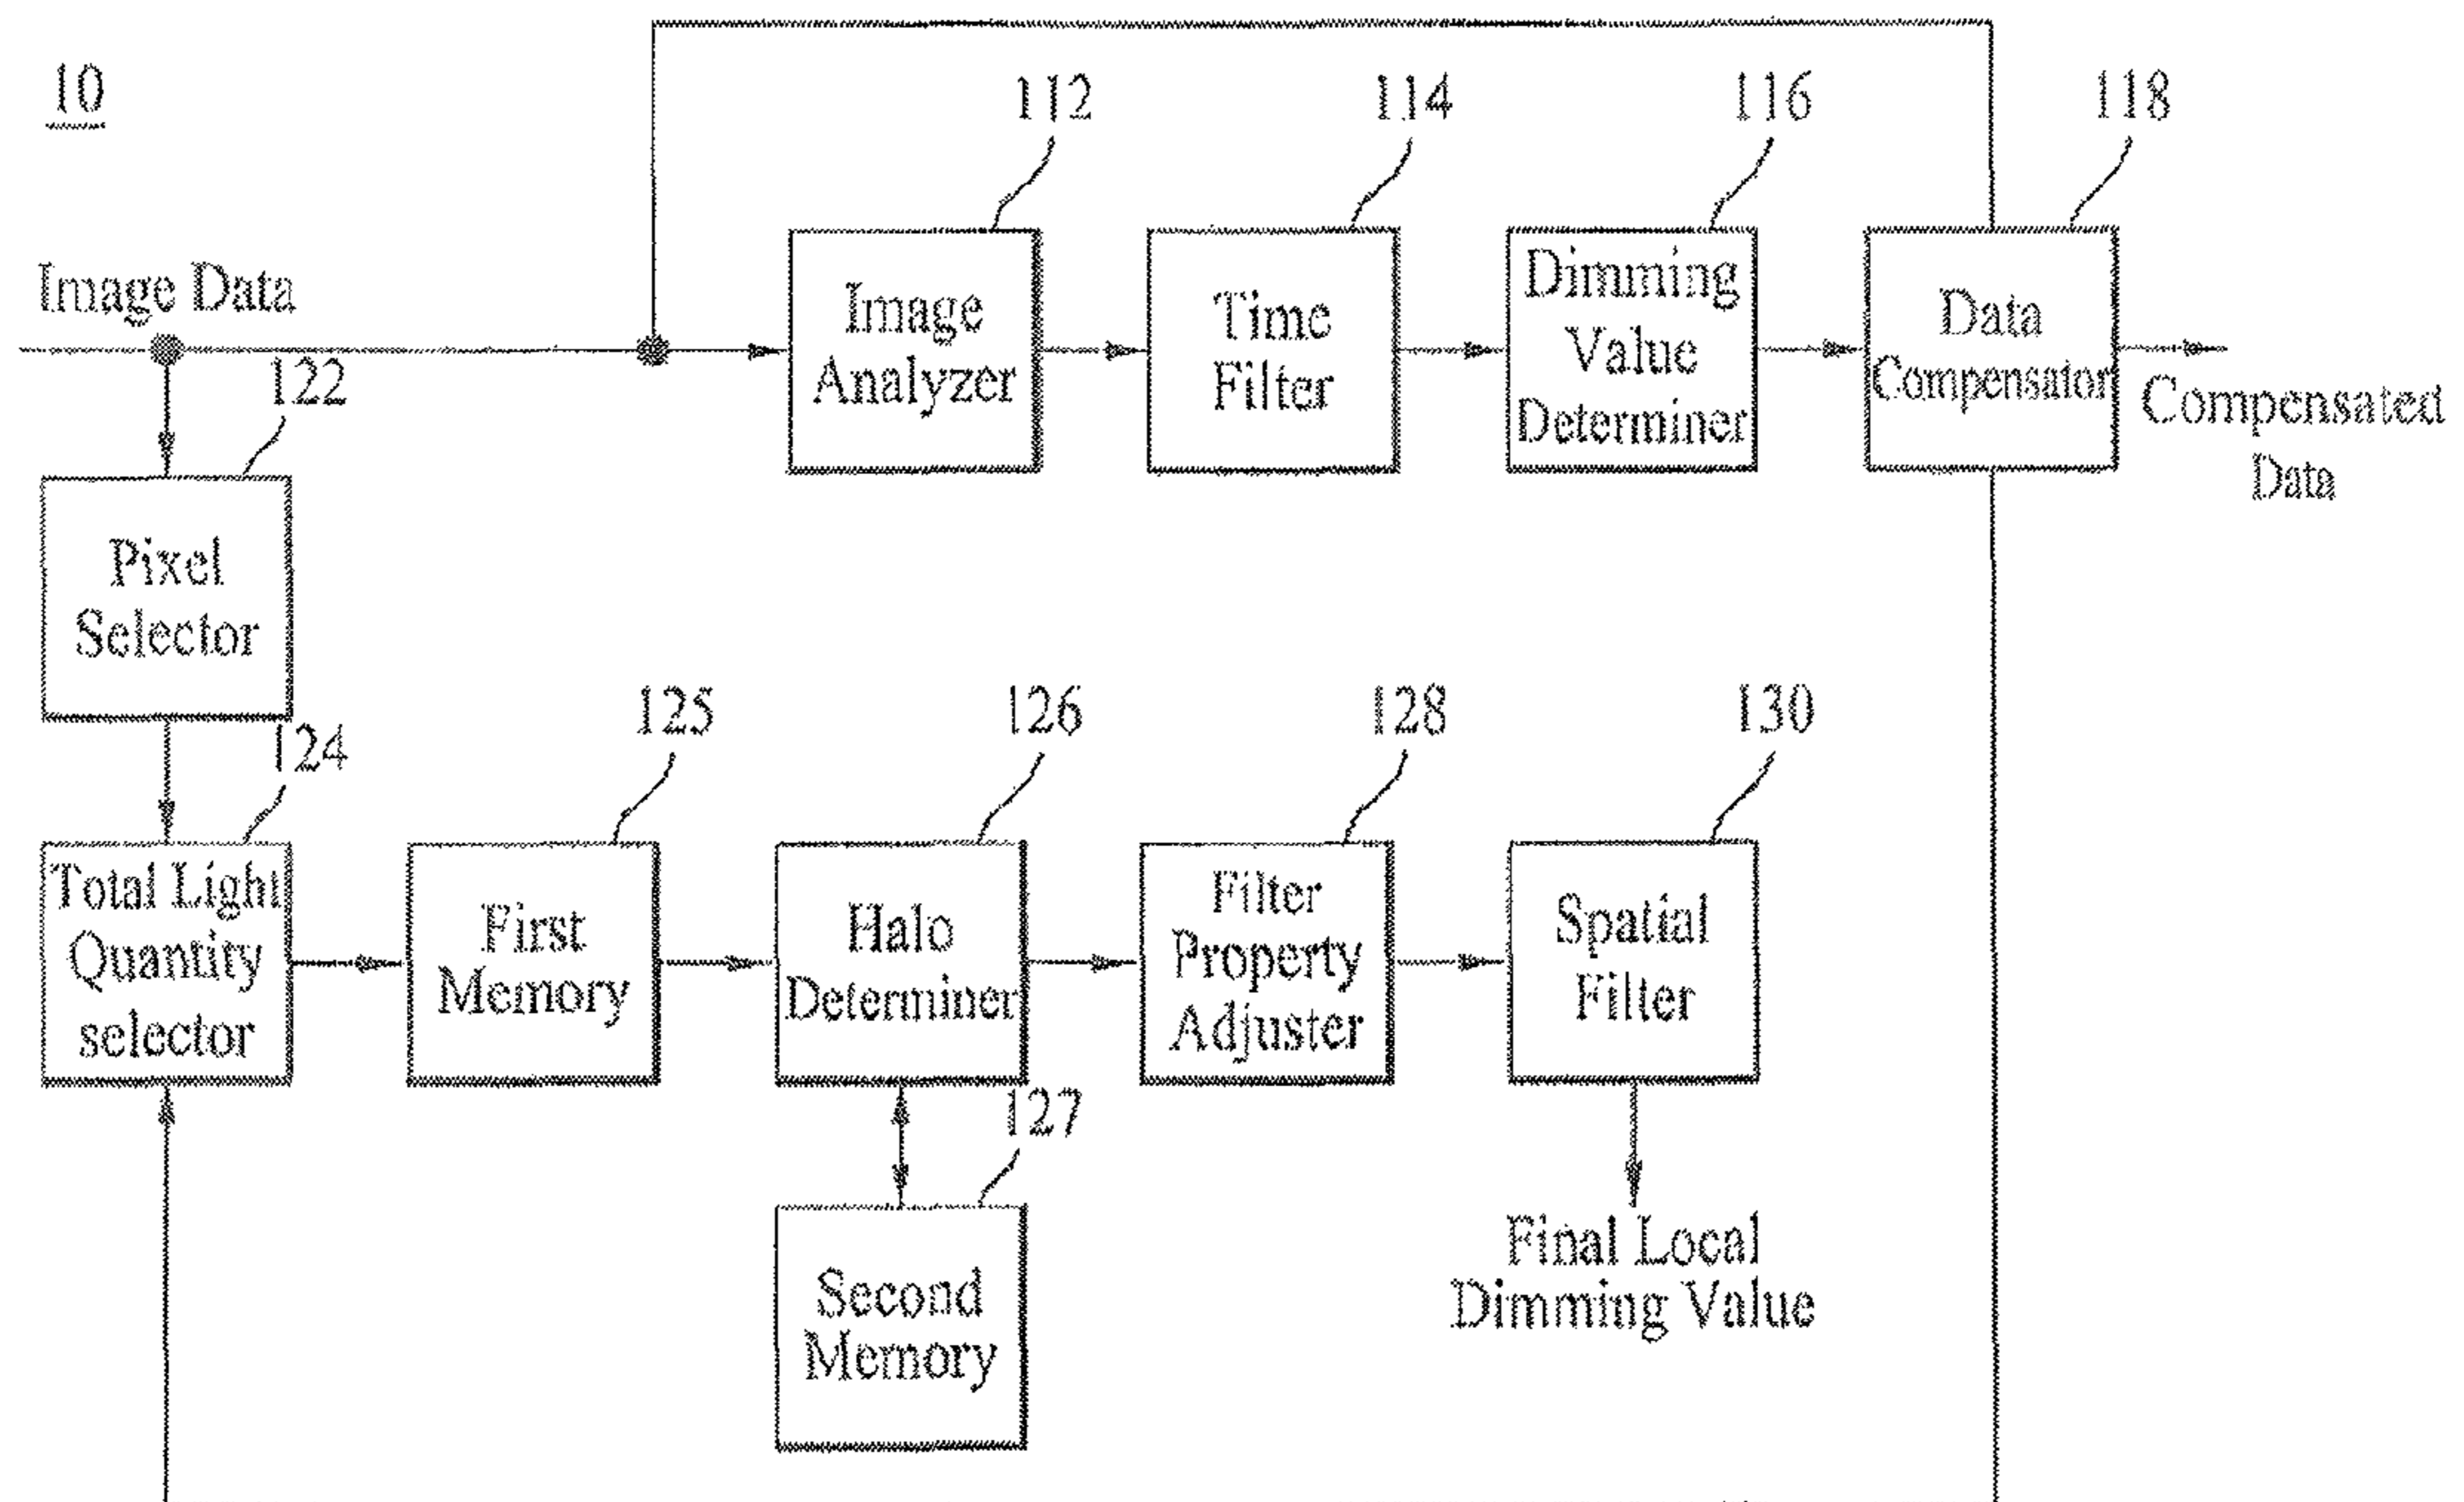 10
112
114
116
118
Image Data
Image
Analyzer
Time
Filter
Dimming
Value
Determiner
Data
Compensator
Compensated
Data
122
Pixel
Selector
124
125
126
128
130
Total Light
Quantity
selector
First
Memory
Halo
Determiner
Filter
Property
Adjuster
Spatial
Filter
127
Second
Memory
Final Local
Dimming Value